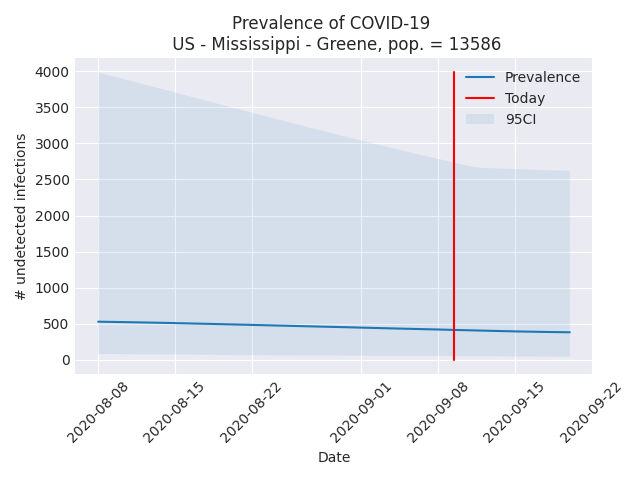 Prevalence of COVID-19
US - Mississippi - Greene, pop. = 13586
Prevalence
Today
95CI
# undetected infections
4000
3500
3000
2500
2000
1500
1000
500
0
2020-08-08
2020-08-15
2020-08-22
2020-09-01
2020-09-08
2020-09-15
2020-09-22
Date